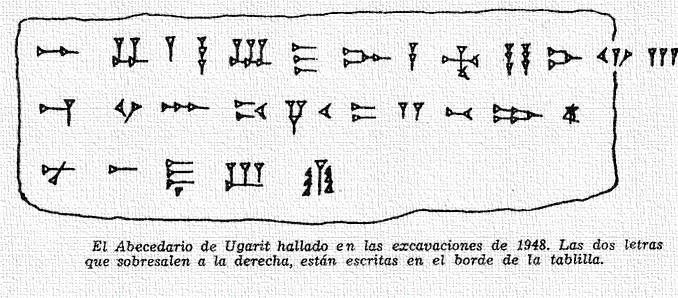 𐎀 𐎁 𐎂 𐎃 𐎄 𐎅 𐎆 𐎇 𐎈 𐎉 𐎊 𐎋 𐎌 𐎍
𐎎 𐎏 𐎐 𐎑 𐎒 𐎓 𐎔 𐎕 𐎖 𐎗 𐎘
𐎙 𐎚 𐎛 𐎜 𐎝
El Abecedario de Ugarit hallado en las excavaciones de 1948. Las dos letras
que sobresalen a la derecha, están escritas en el borde de la tablilla.